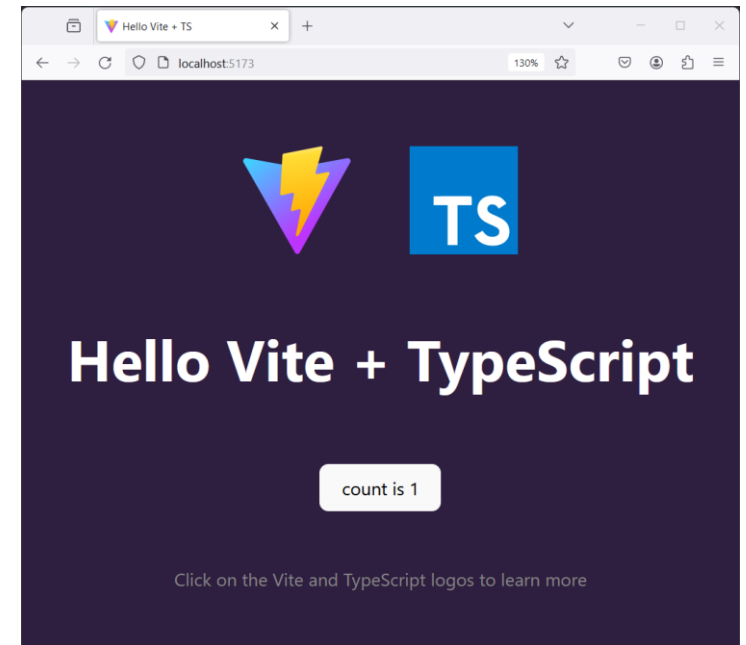 Hello Vite + TS
localhost:5173
130%
TS
Hello Vite + TypeScript
count is 1
Click on the Vite and TypeScript logos to learn more